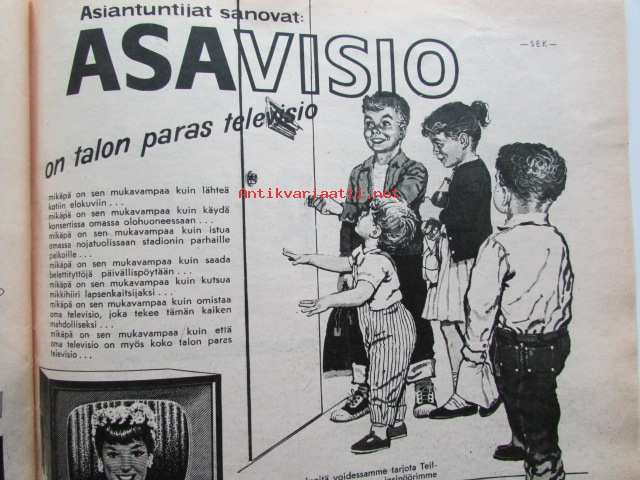 Asiantuntijat sanovat:
ASAVISIO
—SEK—
on talon paras televisio
mikäpä on sen mukavampaa kuin lähteä
kotiin elokuviin . . .
mikäpä on sen mukavampaa kuin käydä
konsertissa omassa olohuoneessaan . . .
mikäpä on sen mukavampaa kuin istua
omassa nojatuolissaan stadionin parhaille
paikoille . . .
mikäpä on sen mukavampaa kuin saada
balettityttöjä päivällispöytään . . .
mikäpä on sen mukavampaa kuin kutsua
mikkihiiri lapsenkaitsijaksi . . .
mikäpä on sen mukavampaa kuin omistaa
oma televisio, joka tekee tämän kaiken
mahdolliseksi . . .
mikäpä on sen mukavampaa kuin että
oma televisio on myös koko talon paras
televisio . . .
Antikvariaatti.net
voidessamme tarjota Teil-